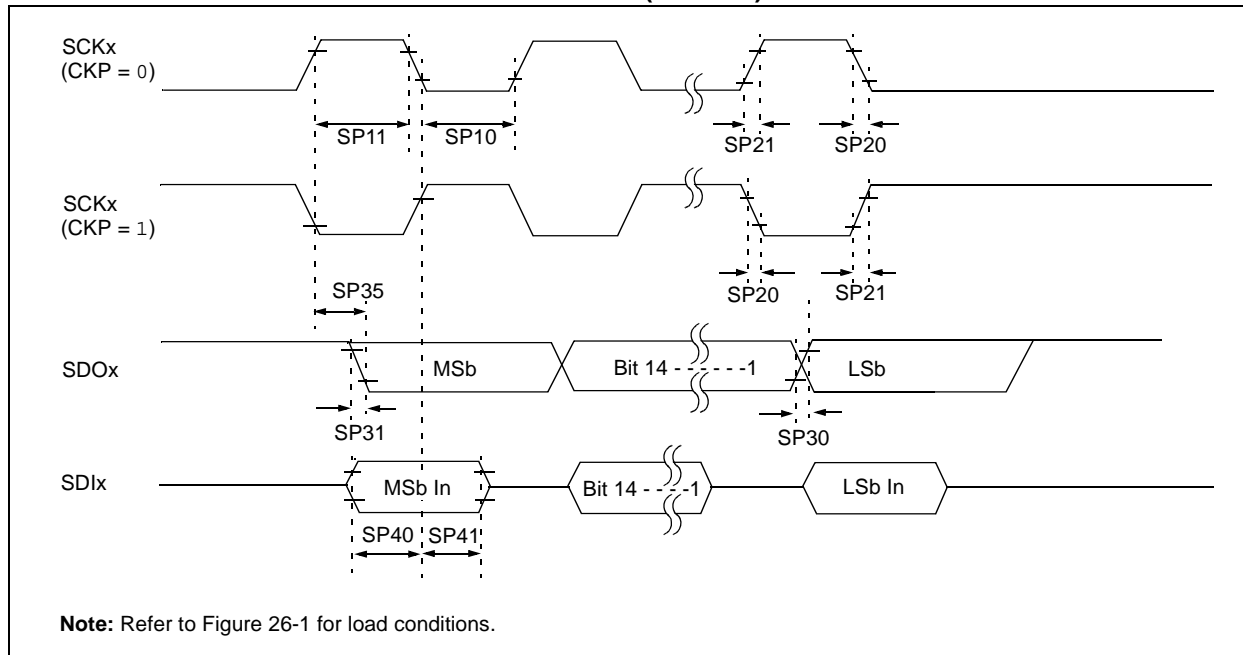 SCKx
(CKP = 0)
SP11
SP10
SP21
SP20
SCKx
(CKP = 1)
SP35
SP20
SP21
SDOx
MSb
Bit 14 - - - - - -1
LSb
SP31
SP30
SDIx
MSb In
Bit 14 - - - -1
LSb In
SP40
SP41
Note: Refer to Figure 26-1 for load conditions.